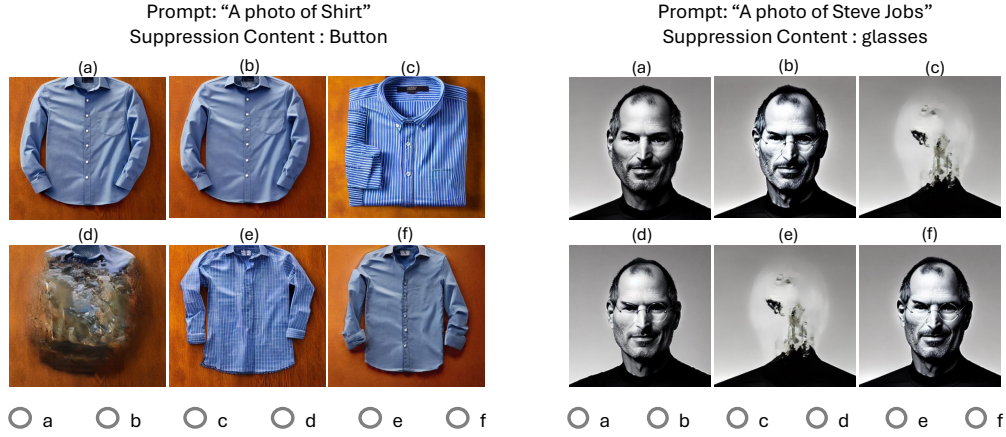 Prompt: “A photo of Shirt”
Suppression Content : Button
(a) (b) (c)
(d) (e) (f)
a b c d e f
Prompt: “A photo of Steve Jobs”
Suppression Content : glasses
(a) (b) (c)
(d) (e) (f)
a b c d e f